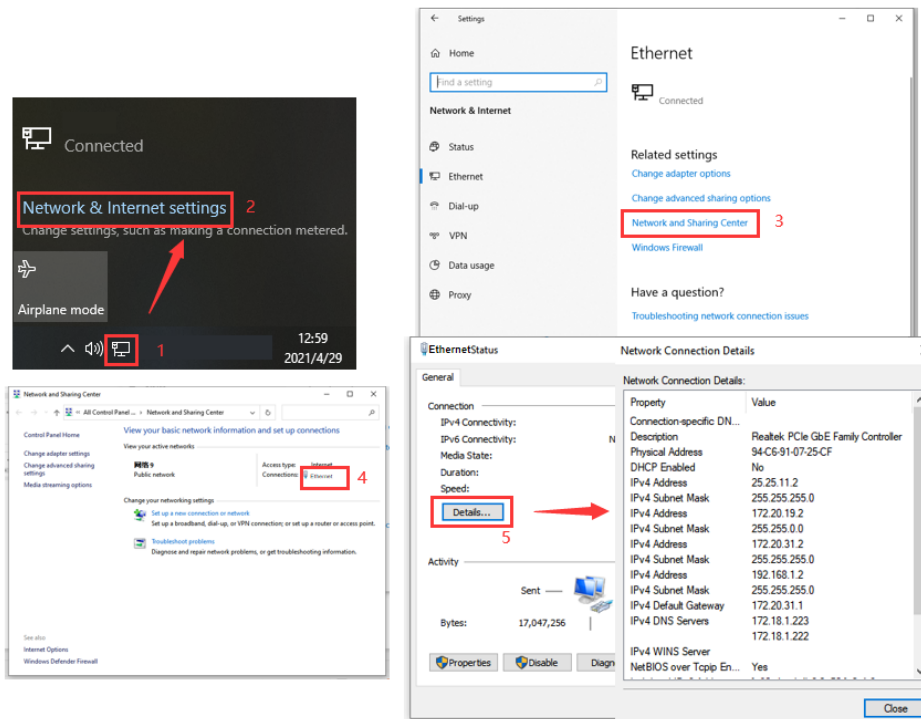 Connected
Network & Internet settings
2
Change settings, such as making a connection metered.
Airplane mode
1
12:59
2021/4/29
Settings
Home
Find a setting
Network & Internet
Status
Ethernet
Dial-up
VPN
Data usage
Proxy
Ethernet
Connected
Related settings
Change adapter options
Change advanced sharing options
Network and Sharing Center
3
Windows Firewall
Have a question?
Troubleshooting network connection issues
Network and Sharing Center
All Control Panel ... > Network and Sharing Center
Control Panel Home
Change adapter settings
Change advanced sharing
settings
Media streaming options
See also
Internet Options
Windows Defender Firewall
View your basic network information and set up connections
View your active networks
网络 9
Public network
Access type: Internet
Connections: Ethernet
4
Change your networking settings
Set up a new connection or network
Set up a broadband, dial-up, or VPN connection; or set up a router or access point.
Troubleshoot problems
Diagnose and repair network problems, or get troubleshooting information.
EthernetStatus
General
Connection
IPv4 Connectivity:
IPv6 Connectivity: N
Media State:
Duration:
Speed:
Details...
5
Activity
Sent
Bytes: 17,047,256
Properties
Disable
Diagn
Network Connection Details
Network Connection Details:
Property Value
Connection-specific DN...
Description Realtek PCIe GbE Family Controller
Physical Address 94-C6-91-07-25-CF
DHCP Enabled No
IPv4 Address 25.25.11.2
IPv4 Subnet Mask 255.255.255.0
IPv4 Address 172.20.19.2
IPv4 Subnet Mask 255.255.0.0
IPv4 Address 172.20.31.2
IPv4 Subnet Mask 255.255.255.0
IPv4 Address 192.168.1.2
IPv4 Subnet Mask 255.255.255.0
IPv4 Default Gateway 172.20.31.1
IPv4 DNS Servers 172.18.1.223
172.18.1.222
IPv4 WINS Server
NetBIOS over Tcpip En... Yes
Close